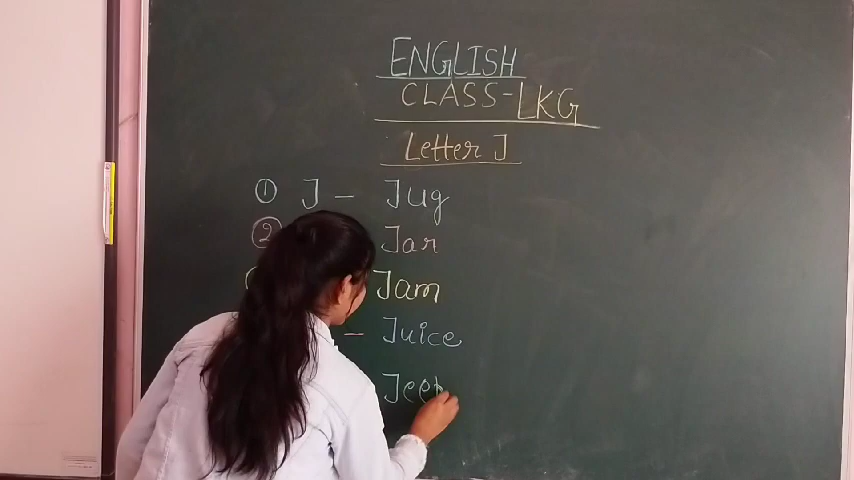 ENGLISH
CLASS-LKG
Letter J
① J - Jug
② Jar
Jam
- Juice
Jeep